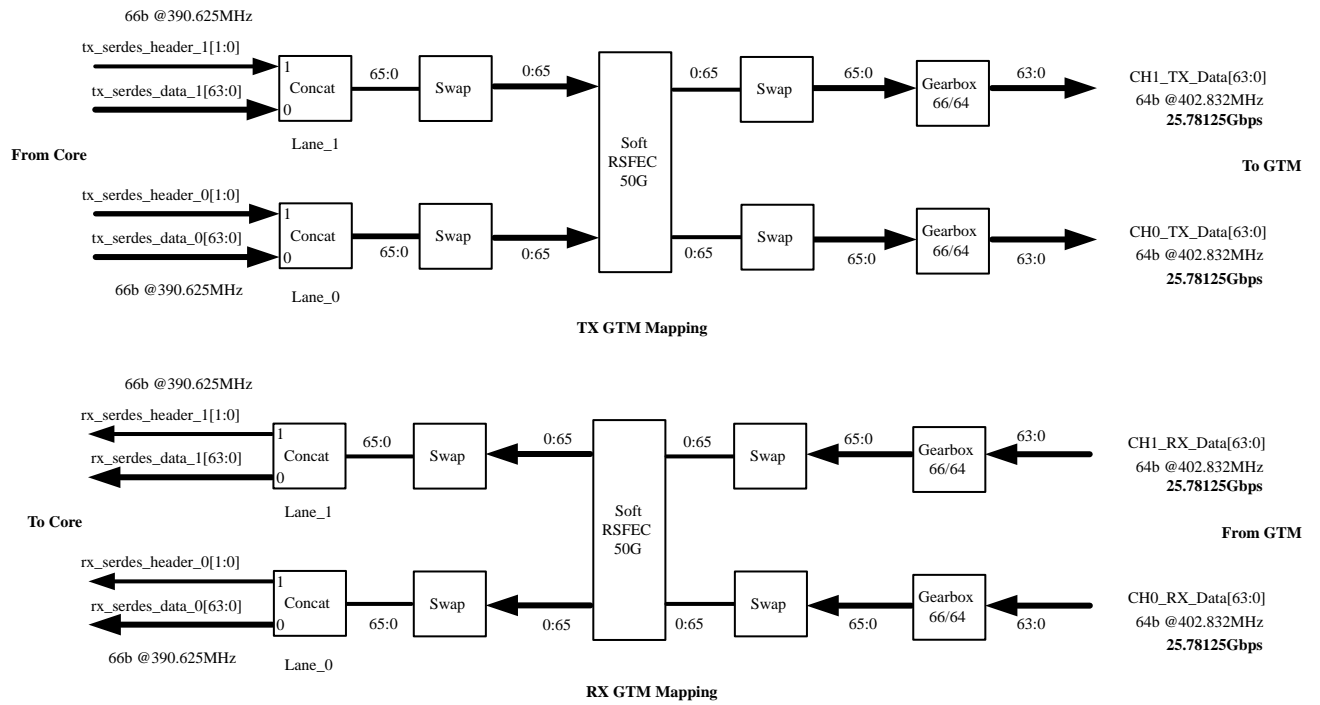 66b @390.625MHz
tx_serdes_header_1[1:0]
1
Concat
65:0
Swap
0:65
0:65
Swap
65:0
Gearbox
66/64
63:0
CH1_TX_Data[63:0]
tx_serdes_data_1[63:0]
0
64b @402.832MHz
25.78125Gbps
Lane_1
Soft
RSFEC
50G
From Core
To GTM
tx_serdes_header_0[1:0]
1
Concat
65:0
Swap
0:65
0:65
Swap
65:0
Gearbox
66/64
63:0
CH0_TX_Data[63:0]
tx_serdes_data_0[63:0]
0
64b @402.832MHz
25.78125Gbps
66b @390.625MHz
Lane_0
TX GTM Mapping
66b @390.625MHz
rx_serdes_header_1[1:0]
1
Concat
65:0
Swap
0:65
0:65
Swap
65:0
Gearbox
66/64
63:0
CH1_RX_Data[63:0]
rx_serdes_data_1[63:0]
0
64b @402.832MHz
25.78125Gbps
Lane_1
Soft
RSFEC
50G
To Core
From GTM
rx_serdes_header_0[1:0]
1
Concat
65:0
Swap
0:65
0:65
Swap
65:0
Gearbox
66/64
63:0
CH0_RX_Data[63:0]
rx_serdes_data_0[63:0]
0
64b @402.832MHz
25.78125Gbps
66b @390.625MHz
Lane_0
RX GTM Mapping